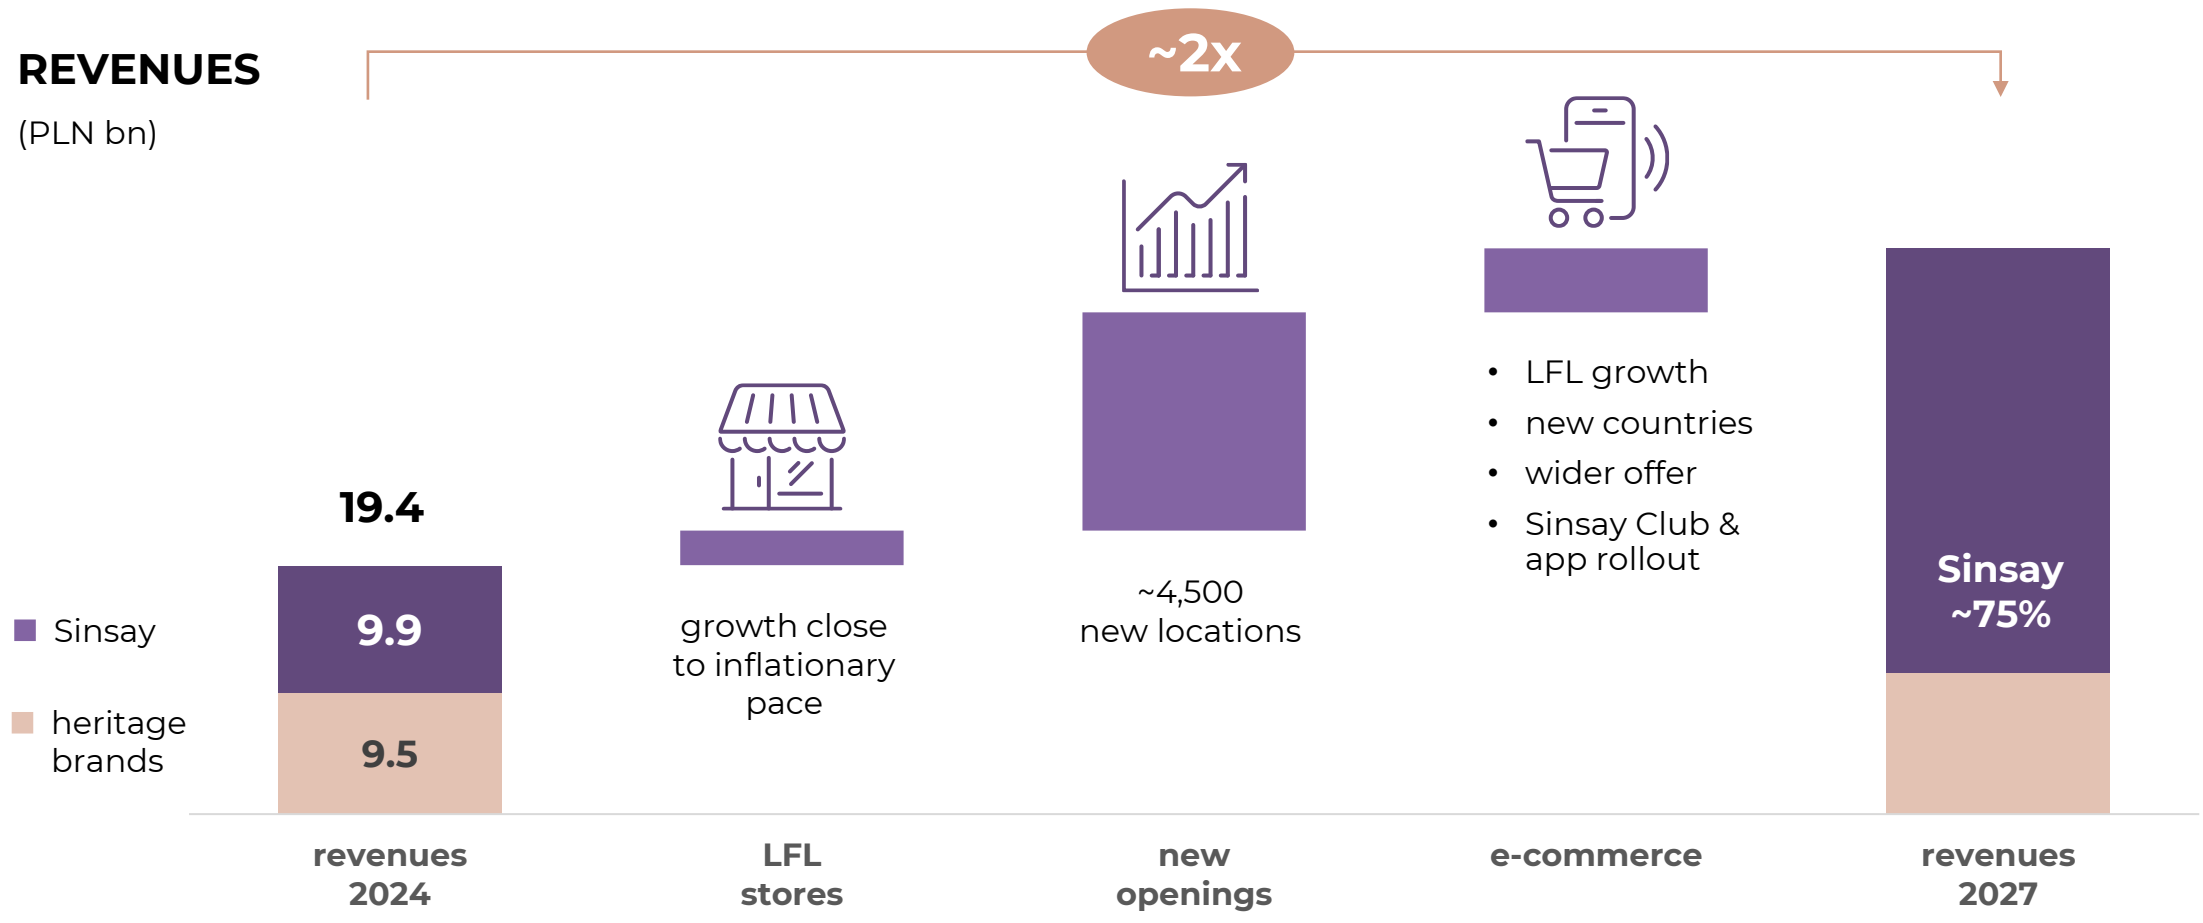 REVENUES
(PLN bn)
~2x
19.4
Sinsay
9.9
heritage
brands
9.5
growth close
to inflationary
pace
~4,500
new locations
• LFL growth
• new countries
• wider offer
• Sinsay Club &
app rollout
Sinsay
~75%
revenues
2024
LFL
stores
new
openings
e-commerce
revenues
2027